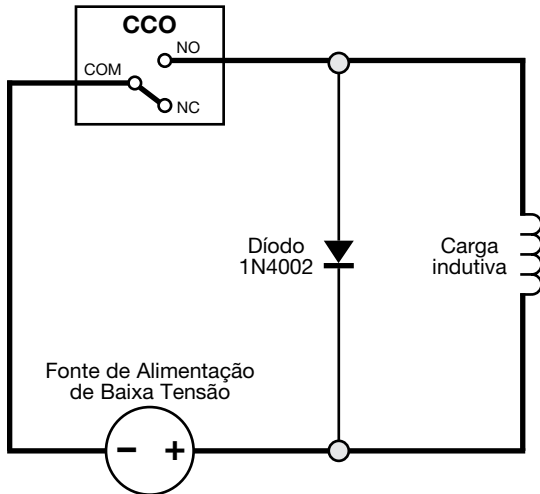 CCO
NO
COM
NC
Díodo
1N4002
Carga
indutiva
Fonte de Alimentação
de Baixa Tensão
– +